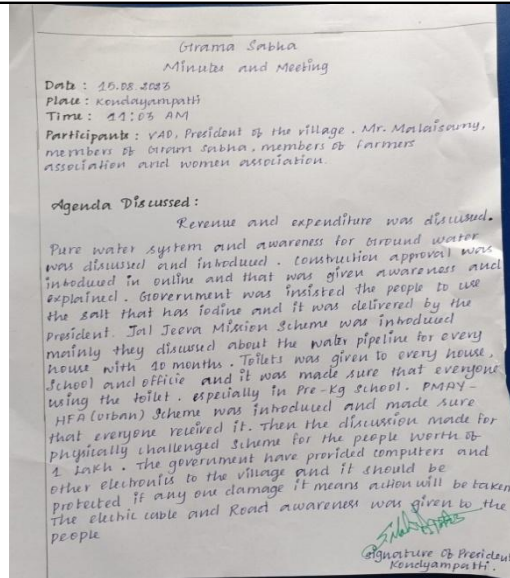 Grama Sabha
Minutes and Meeting
Date : 15.08.2023
Place : Kondayampatti
Time : 11:03 AM
Participants : VAO, President of the village, Mr. Malaisamy,
members of Gram Sabha, members of farmers
association and women association.
Agenda Discussed :
Revenue and expenditure was discussed.
Pure water system and awareness for Ground water
was discussed and introduced. Construction approval was
introduced in online and that was given awareness and
explained. Government was insisted the people to use
the salt that has iodine and it was delivered by the
President. Jal Jeeva Mission Scheme was introduced
mainly they discussed about the water pipeline for every
house with 10 months. Toilets was given to every house,
School and office and it was made sure that everyone
using the toilet. especially in Pre-Kg School. PMAY-
HFA (urban) Scheme was introduced and made sure
that everyone received it. Then the discussion made for
physically challenged Scheme for the people worth of
1 Lakh. The government have provided computers and
other electronics to the village and it should be
protected if any one damage it means action will be taken
The electric cable and Road awareness was given to the
people
Signature of President
Kondyampatti.